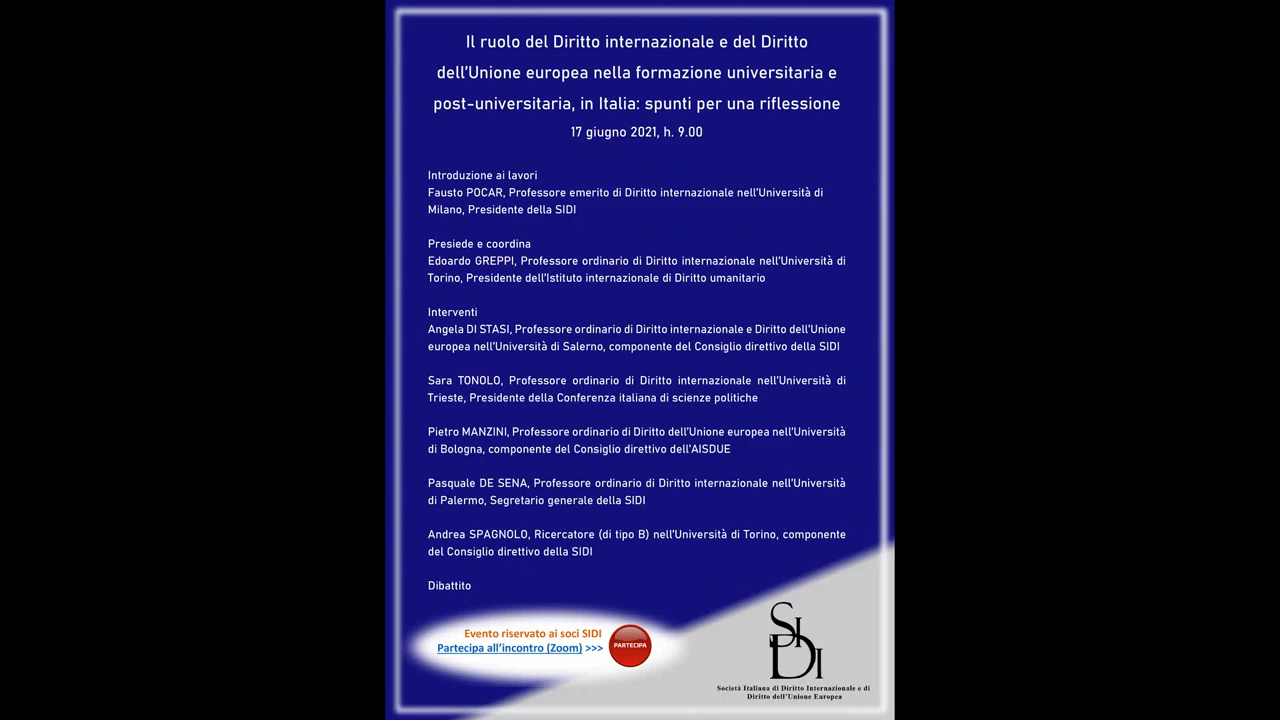 Il ruolo del Diritto internazionale e del Diritto
dell'Unione europea nella formazione universitaria e
post-universitaria, in Italia: spunti per una riflessione
17 giugno 2021, h. 9.00
Introduzione ai lavori
Fausto POCAR, Professore emerito di Diritto internazionale nell'Università di
Milano, Presidente della SIDI
Presiede e coordina
Edoardo GREPPI, Professore ordinario di Diritto internazionale nell'Università di
Torino, Presidente dell'Istituto internazionale di Diritto umanitario
Interventi
Angela DI STASI, Professore ordinario di Diritto internazionale e Diritto dell'Unione
europea nell'Università di Salerno, componente del Consiglio direttivo della SIDI
Sara TONOLO, Professore ordinario di Diritto internazionale nell'Università di
Trieste, Presidente della Conferenza italiana di scienze politiche
Pietro MANZINI, Professore ordinario di Diritto dell'Unione europea nell'Università
di Bologna, componente del Consiglio direttivo dell'AISDUE
Pasquale DE SENA, Professore ordinario di Diritto internazionale nell'Università
di Palermo, Segretario generale della SIDI
Andrea SPAGNOLO, Ricercatore (di tipo B) nell'Università di Torino, componente
del Consiglio direttivo della SIDI
Dibattito
Evento riservato ai soci SIDI
Partecipa all'incontro (Zoom) >>>
PARTECIPA
SIDI
Società Italiana di Diritto Internazionale e di
Diritto dell'Unione Europea